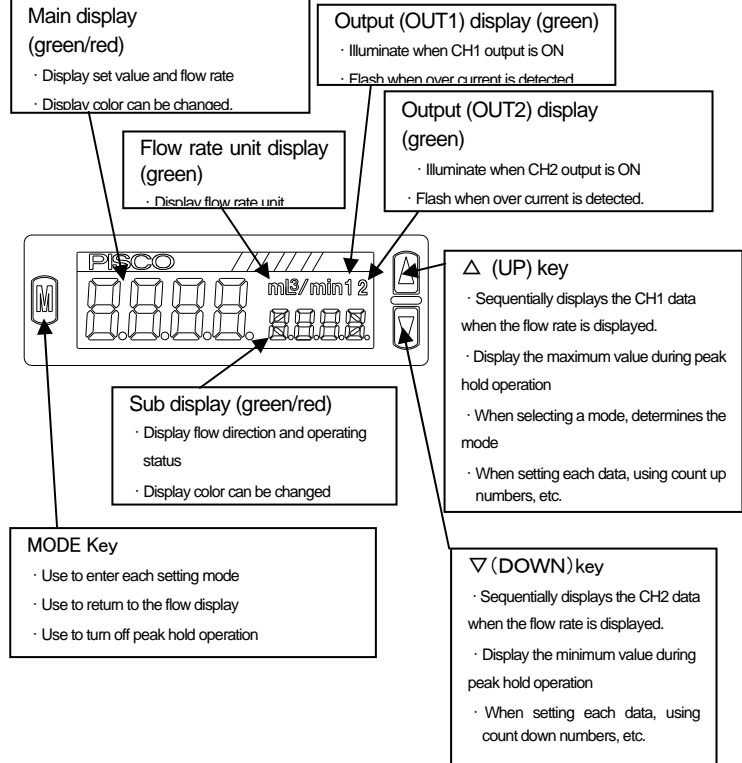 Main display
(green/red)
· Display set value and flow rate
· Display color can be changed.
Output (OUT1) display (green)
· Illuminate when CH1 output is ON
· Flash when over current is detected
Output (OUT2) display
(green)
· Illuminate when CH2 output is ON
· Flash when over current is detected.
Flow rate unit display
(green)
· Display flow rate unit
PISCO
M
mL³/min 1 2
△ (UP) key
· Sequentially displays the CH1 data
when the flow rate is displayed.
· Display the maximum value during peak
hold operation
· When selecting a mode, determines the
mode
· When setting each data, using count up
numbers, etc.
Sub display (green/red)
· Display flow direction and operating
status
· Display color can be changed
MODE Key
· Use to enter each setting mode
· Use to return to the flow display
· Use to turn off peak hold operation
▽(DOWN)key
· Sequentially displays the CH2 data
when the flow rate is displayed.
· Display the minimum value during
peak hold operation
· When setting each data, using
count down numbers, etc.